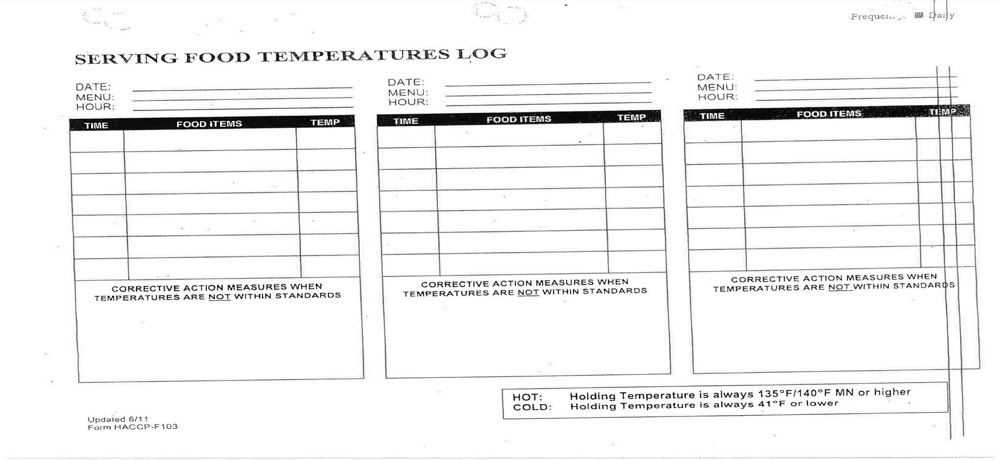 Frequency: Daily
SERVING FOOD TEMPERATURES LOG
DATE:
MENU:
HOUR:
TIME FOOD ITEMS TEMP
CORRECTIVE ACTION MEASURES WHEN
TEMPERATURES ARE NOT WITHIN STANDARDS
DATE:
MENU:
HOUR:
TIME FOOD ITEMS TEMP
CORRECTIVE ACTION MEASURES WHEN
TEMPERATURES ARE NOT WITHIN STANDARDS
DATE:
MENU:
HOUR:
TIME FOOD ITEMS TEMP
CORRECTIVE ACTION MEASURES WHEN
TEMPERATURES ARE NOT WITHIN STANDARDS
HOT: Holding Temperature is always 135°F/140°F MN or higher
COLD: Holding Temperature is always 41°F or lower
Updated 6/11
Form HACCP-F103